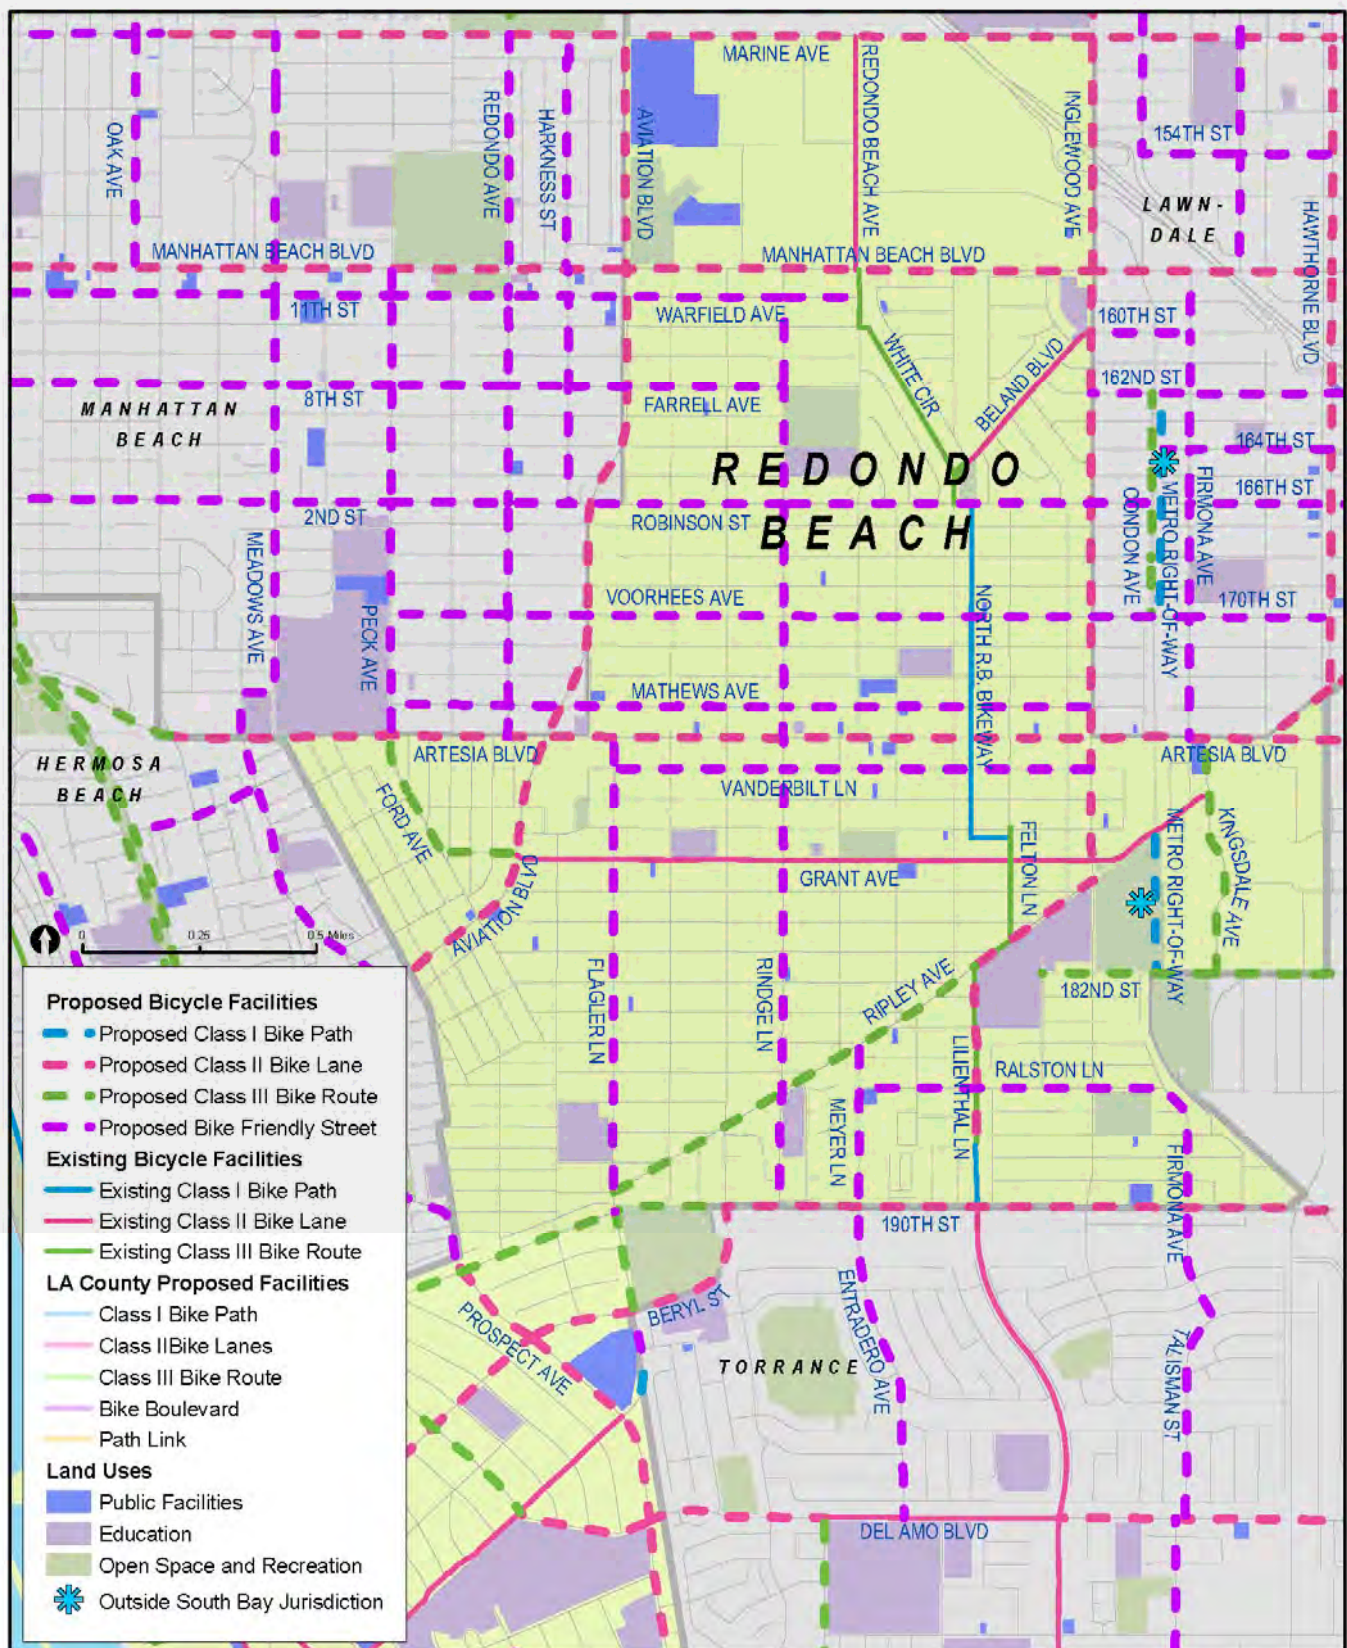 MARINE AVE
REDONDO BEACH AVE
INGLEWOOD AVE
154TH ST
OAK AVE
REDONDO AVE
HARKNESS ST
AVIATION BLVD
LAWN-
DALE
HAWTHORNE BLVD
MANHATTAN BEACH BLVD
MANHATTAN BEACH BLVD
11TH ST
WARFIELD AVE
160TH ST
WHITE CIR
BELAND BLVD
162ND ST
8TH ST
FARRELL AVE
MANHATTAN
BEACH
164TH ST
REDONDO
BEACH
166TH ST
2ND ST
ROBINSON ST
CONDON AVE
METRO RIGHT-OF-WAY
FIRMONA AVE
MEADOWS AVE
PECK AVE
VOORHEES AVE
NORTH R.B. BIKEWAY
170TH ST
MATHEWS AVE
ARTESIA BLVD
ARTESIA BLVD
HERMOSA
BEACH
VANDERBILT LN
FORD AVE
FELTON LN
METRO RIGHT-OF-WAY
KINGSDALE AVE
GRANT AVE
AVIATION BLVD
0
0.25
0.5 Miles
FLAGLER LN
RINDGE LN
RIPLEY AVE
182ND ST
LILIENTHAL LN
RALSTON LN
MEYER LN
FIRMONA AVE
190TH ST
PROSPECT AVE
BERYL ST
ENTRADERO AVE
TORRANCE
TALISMAN ST
DEL AMO BLVD
Proposed Bicycle Facilities
Proposed Class I Bike Path
Proposed Class II Bike Lane
Proposed Class III Bike Route
Proposed Bike Friendly Street
Existing Bicycle Facilities
Existing Class I Bike Path
Existing Class II Bike Lane
Existing Class III Bike Route
LA County Proposed Facilities
Class I Bike Path
Class IIBike Lanes
Class III Bike Route
Bike Boulevard
Path Link
Land Uses
Public Facilities
Education
Open Space and Recreation
Outside South Bay Jurisdiction